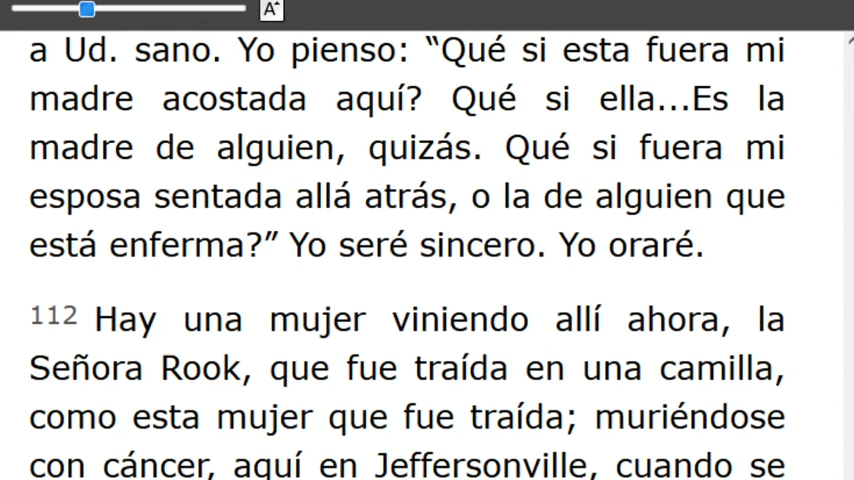 A
a Ud. sano. Yo pienso: “Qué si esta fuera mi
madre acostada aquí? Qué si ella...Es la
madre de alguien, quizás. Qué si fuera mi
esposa sentada allá atrás, o la de alguien que
está enferma?” Yo seré sincero. Yo oraré.
112 Hay una mujer viniendo allí ahora, la
Señora Rook, que fue traída en una camilla,
como esta mujer que fue traída; muriéndose
con cáncer, aquí en Jeffersonville, cuando se